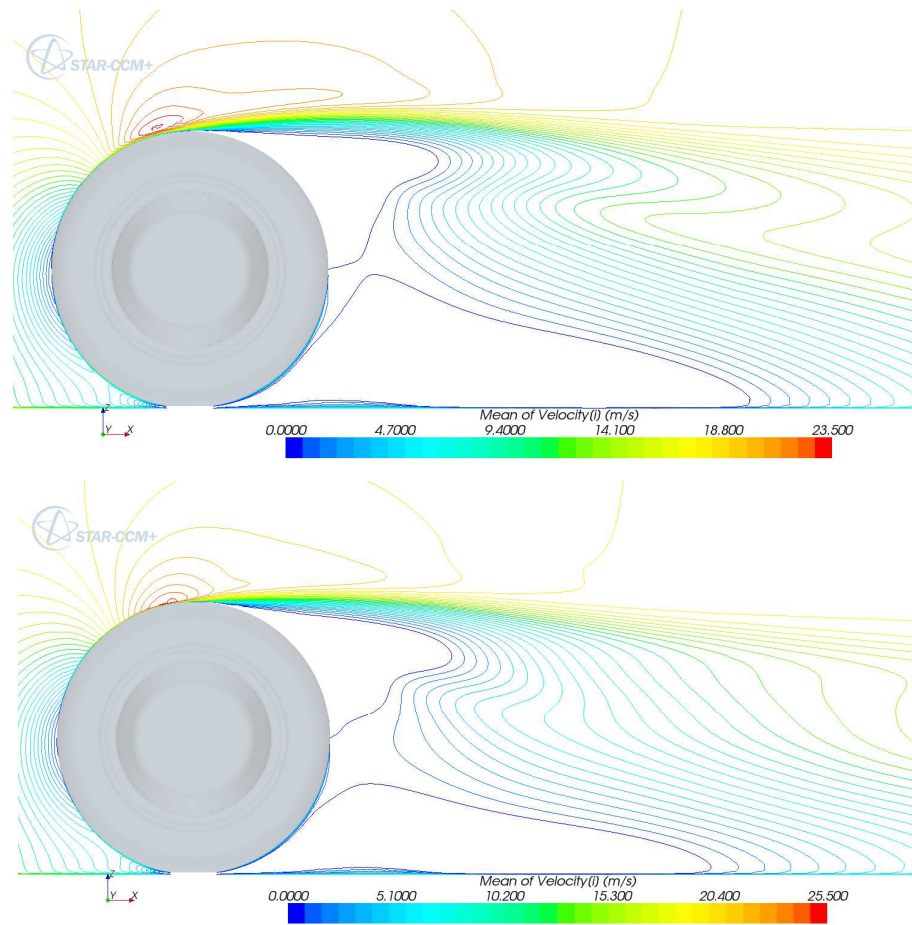 STAR-CCM+
Z
Y X
Mean of Velocity(i) (m/s)
0.0000 4.7000 9.4000 14.100 18.800 23.500
STAR-CCM+
Z
Y X
Mean of Velocity(i) (m/s)
0.0000 5.1000 10.200 15.300 20.400 25.500